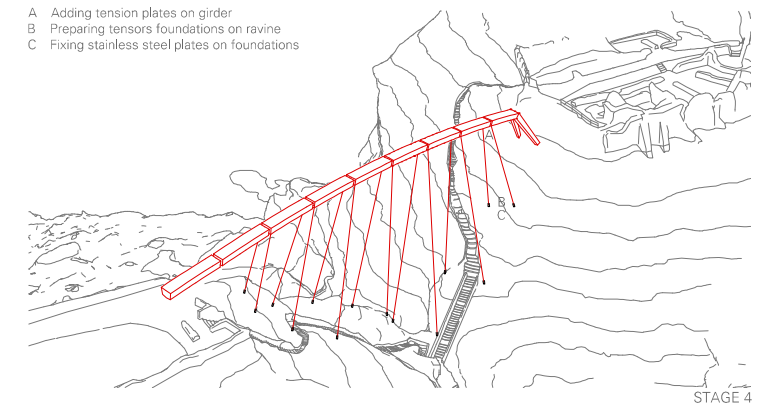 A Adding tension plates on girder
B Preparing tensors foundations on ravine
C Fixing stainless steel plates on foundations
A
B
C
STAGE 4